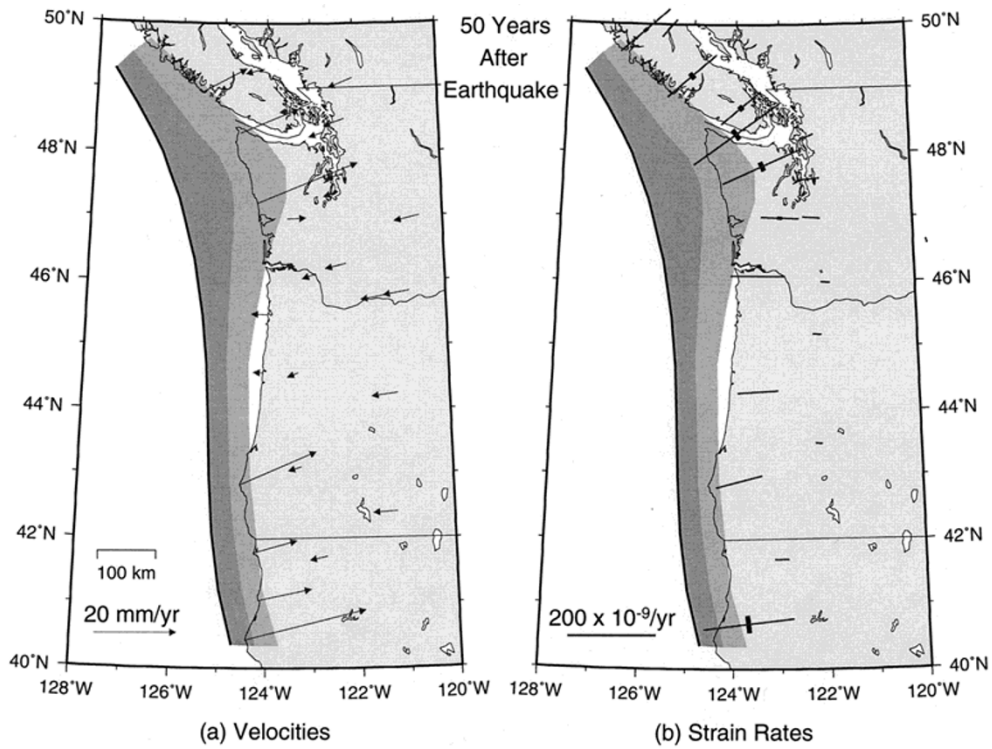 50 Years
After
Earthquake
50°N
48°N
46°N
44°N
42°N
40°N
100 km
20 mm/yr
128°W
126°W
124°W
122°W
120°W
(a) Velocities
50°N
48°N
46°N
44°N
42°N
40°N
200 x 10-9/yr
128°W
126°W
124°W
122°W
120°W
(b) Strain Rates